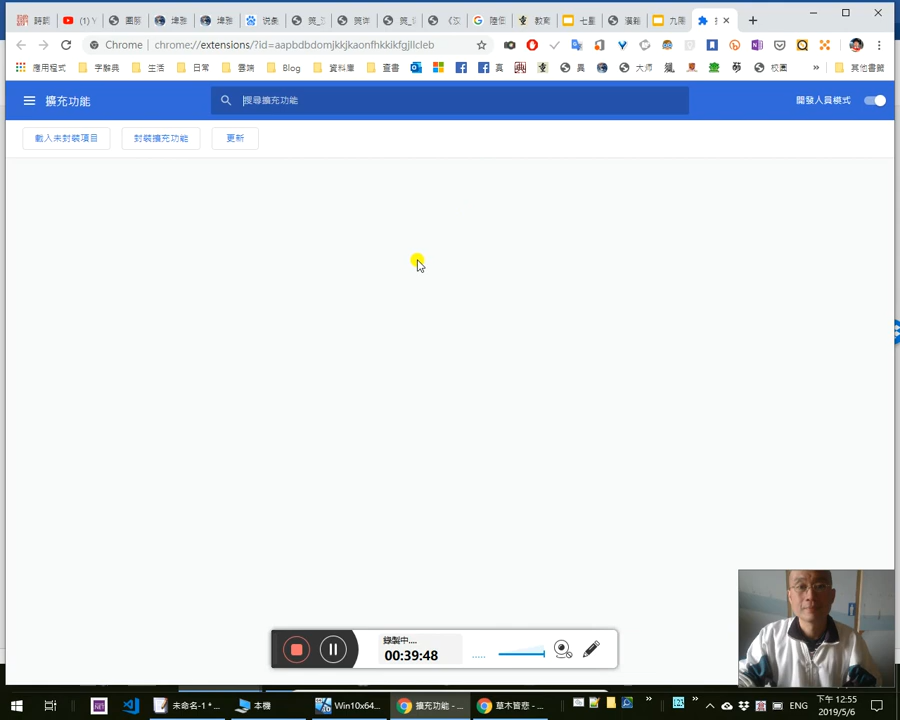 (1) Y
Chrome | chrome://extensions/?id=aapbdbdomjkkjkaonfhkkikfgjllcleb
應用程式 字辭典 生活 日常 雲端 Blog 資料庫 查書 異 大师 校園 » 其他書籤
擴充功能
搜尋擴充功能
開發人員模式
載入未封裝項目
封裝擴充功能
更新
錄製中....
00:39:48
未命名-1 *...
本機
Win10x64...
擴充功能 - ...
草木皆悲 - ...
ENG
下午 12:55
2019/5/6